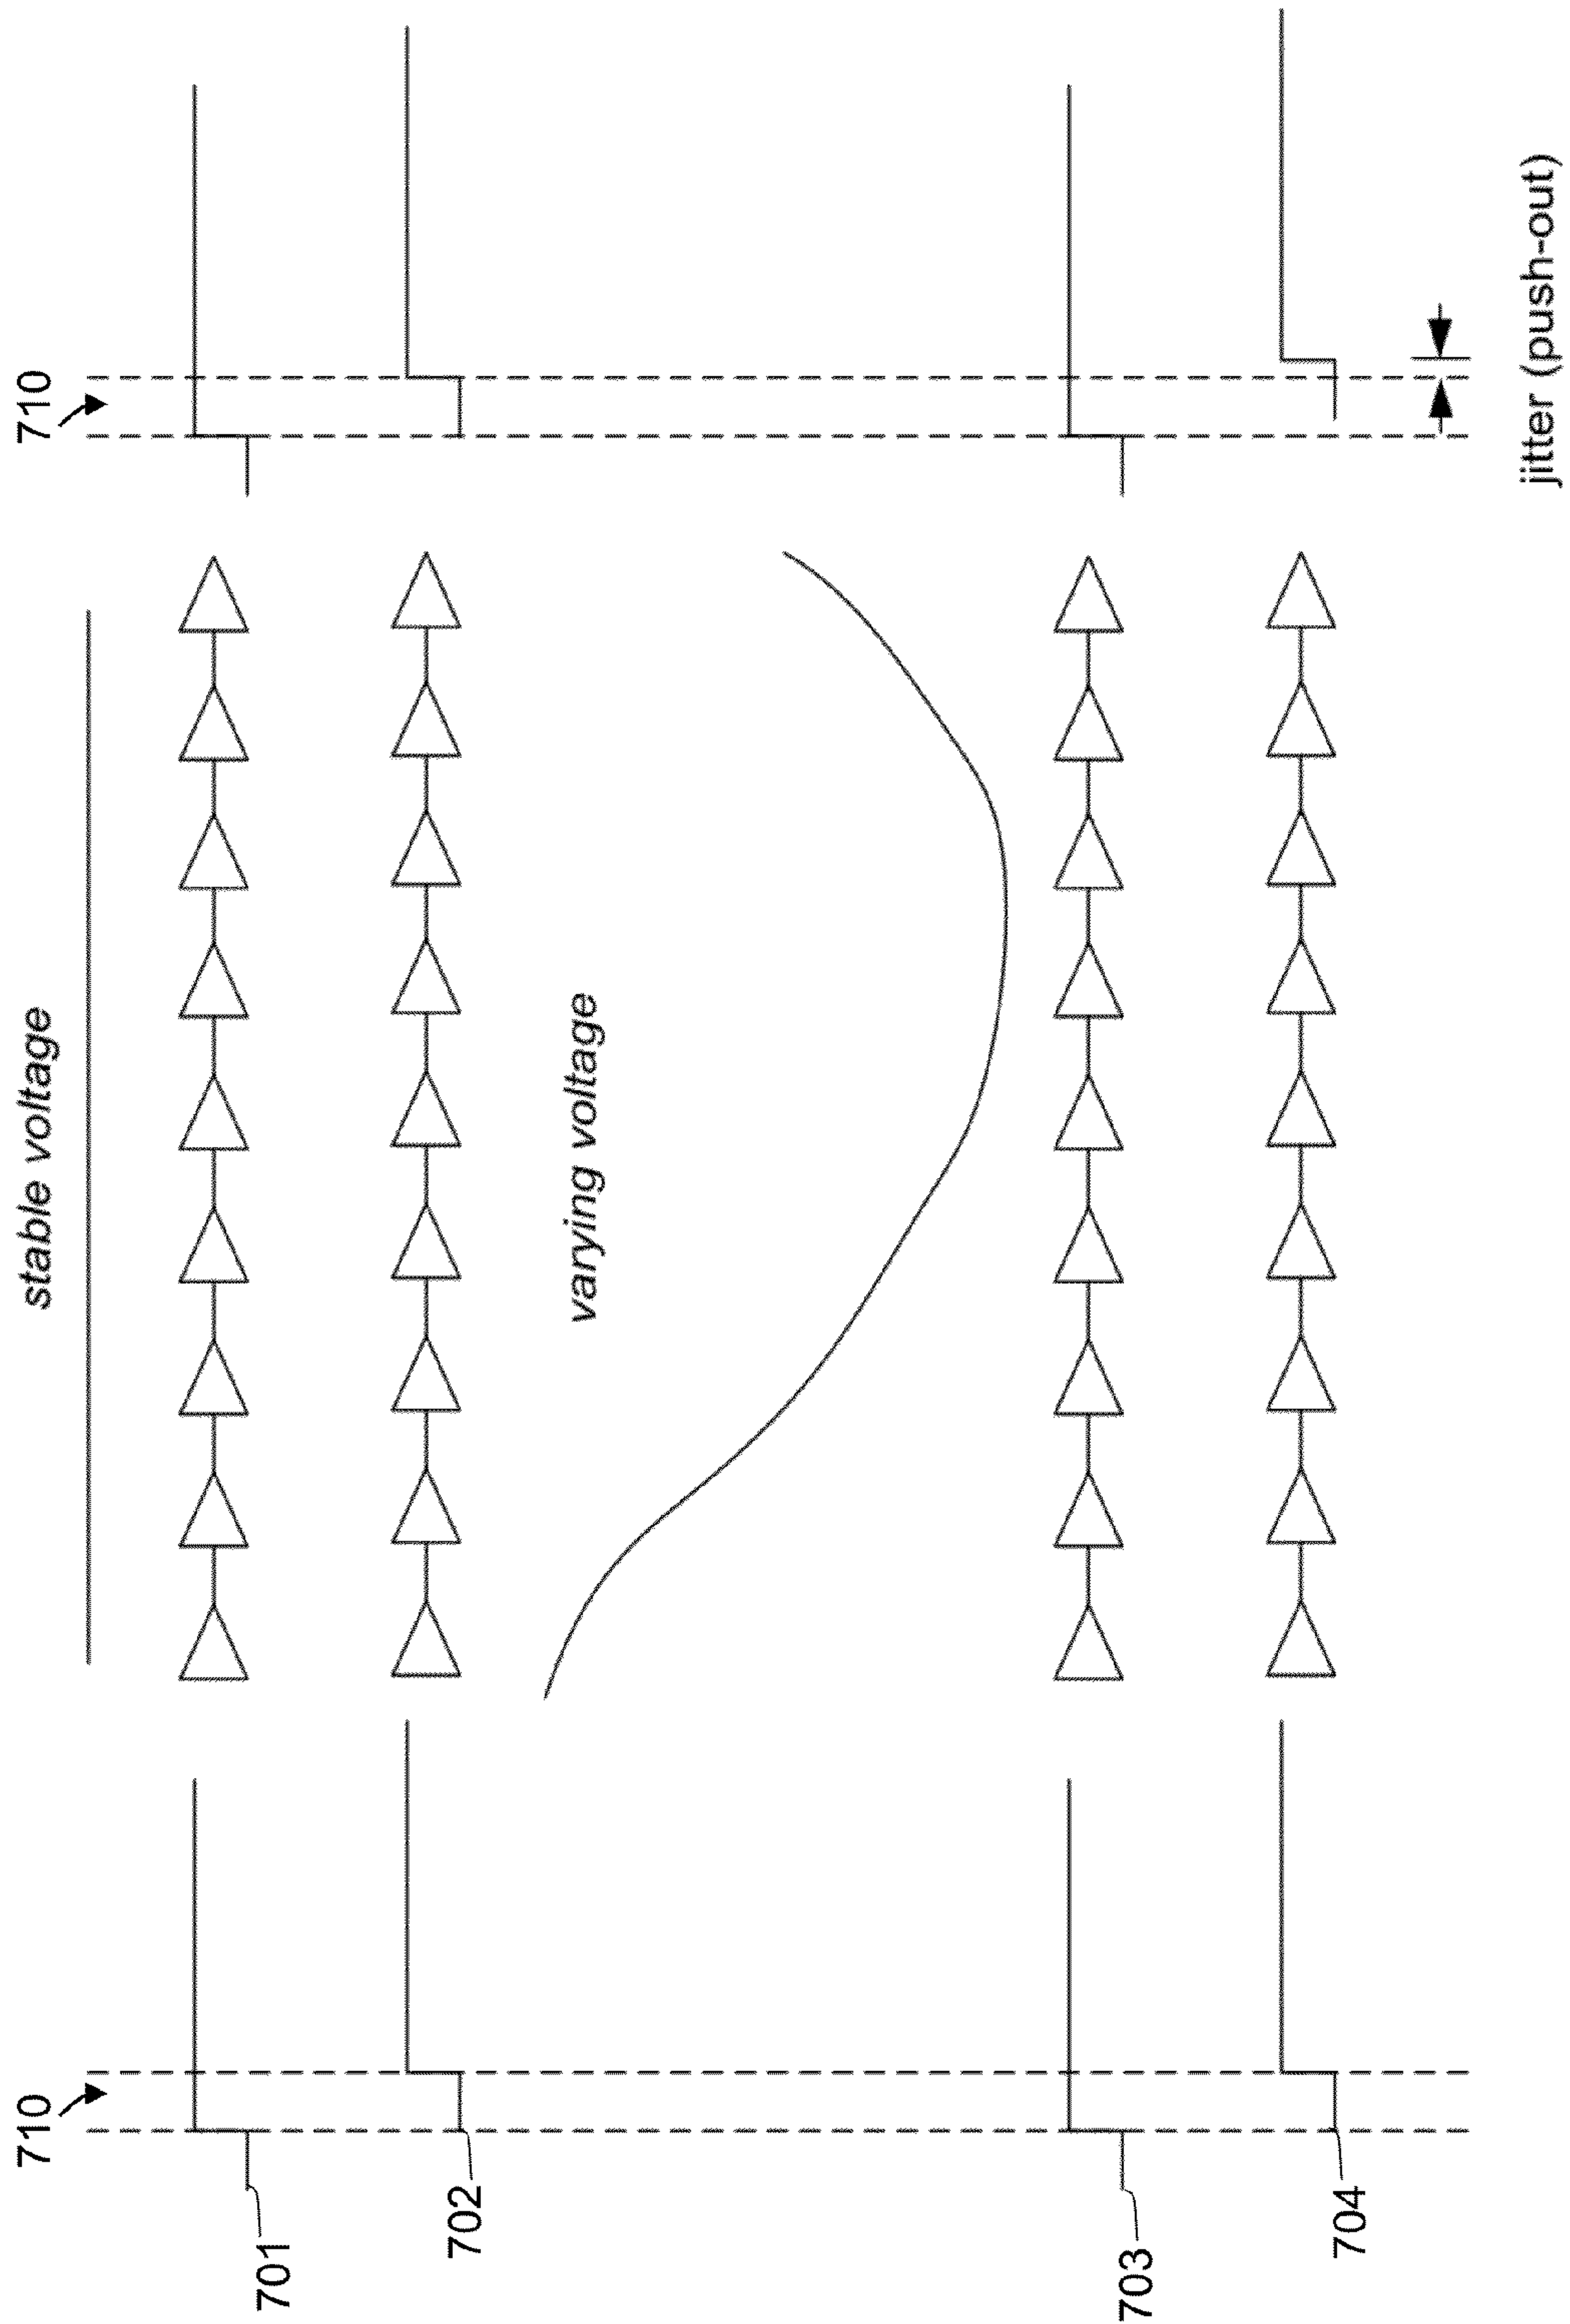 stable voltage
710
710
701
702
varying voltage
703
704
jitter (push-out)